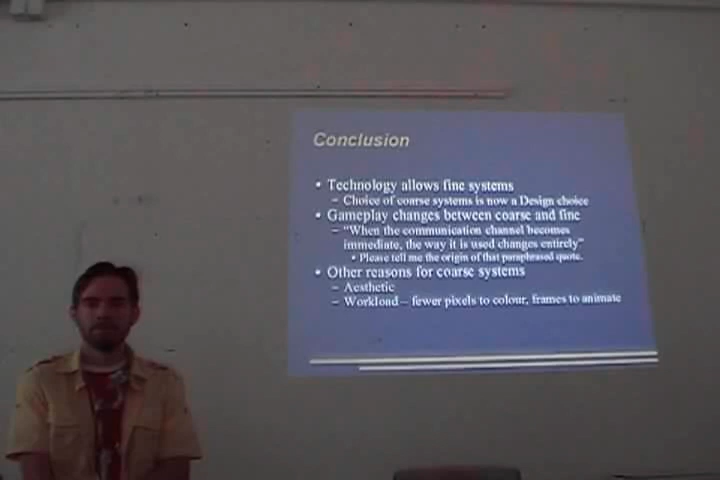 Conclusion
• Technology allows fine systems
– Choice of coarse systems is now a Design choice
• Gameplay changes between coarse and fine
– "When the communication channel becomes
immediate, the way it is used changes entirely"
• Please tell me the origin of that paraphrased quote.
• Other reasons for coarse systems
– Aesthetic
– Workload – fewer pixels to colour, frames to animate